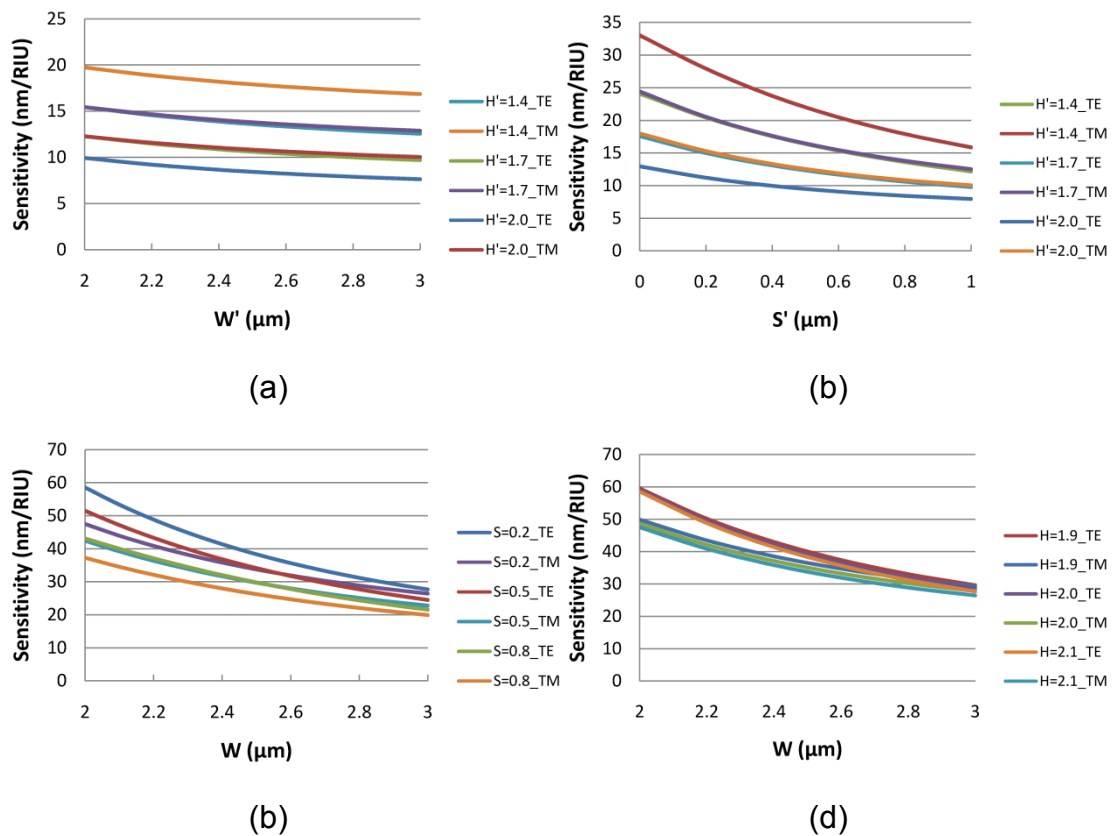 25
20
15
10
5
0
Sensitivity (nm/RIU)
2 2.2 2.4 2.6 2.8 3
W' (μm)
H'=1.4_TE
H'=1.4_TM
H'=1.7_TE
H'=1.7_TM
H'=2.0_TE
H'=2.0_TM
(a)
35
30
25
20
15
10
5
0
Sensitivity (nm/RIU)
0 0.2 0.4 0.6 0.8 1
S' (μm)
H'=1.4_TE
H'=1.4_TM
H'=1.7_TE
H'=1.7_TM
H'=2.0_TE
H'=2.0_TM
(b)
70
60
50
40
30
20
10
0
Sensitivity (nm/RIU)
2 2.2 2.4 2.6 2.8 3
W (μm)
S=0.2_TE
S=0.2_TM
S=0.5_TE
S=0.5_TM
S=0.8_TE
S=0.8_TM
(b)
70
60
50
40
30
20
10
0
Sensitivity (nm/RIU)
2 2.2 2.4 2.6 2.8 3
W (μm)
H=1.9_TE
H=1.9_TM
H=2.0_TE
H=2.0_TM
H=2.1_TE
H=2.1_TM
(d)